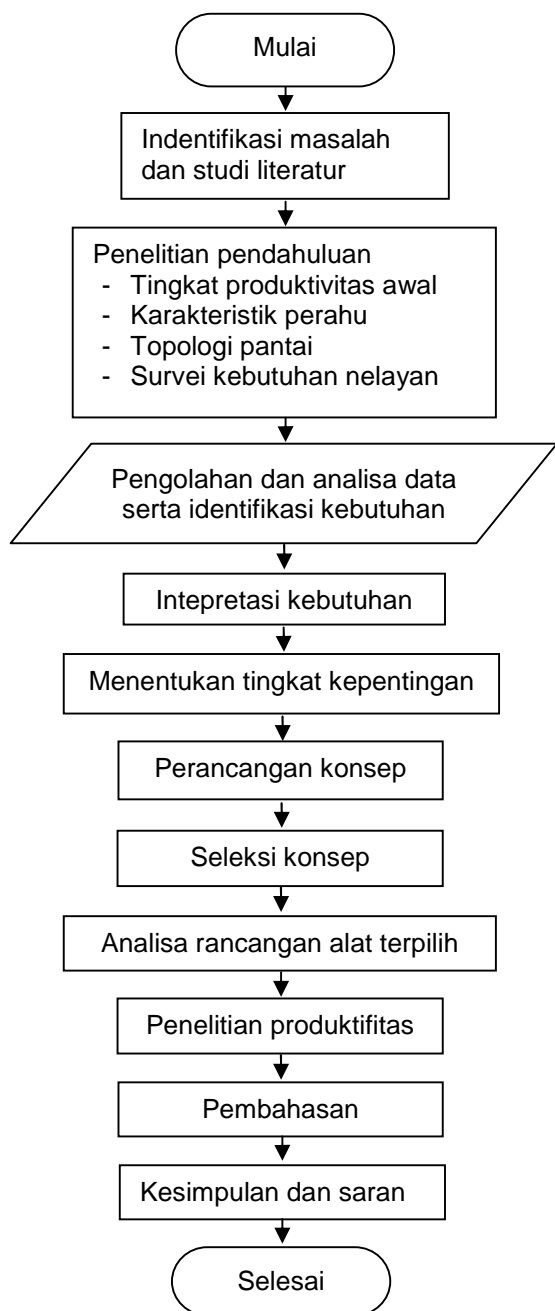 Mulai
Indentifikasi masalah
dan studi literatur
Penelitian pendahuluan
- Tingkat produktivitas awal
- Karakteristik perahu
- Topologi pantai
- Survei kebutuhan nelayan
Pengolahan dan analisa data
serta identifikasi kebutuhan
Intepretasi kebutuhan
Menentukan tingkat kepentingan
Perancangan konsep
Seleksi konsep
Analisa rancangan alat terpilih
Penelitian produktifitas
Pembahasan
Kesimpulan dan saran
Selesai